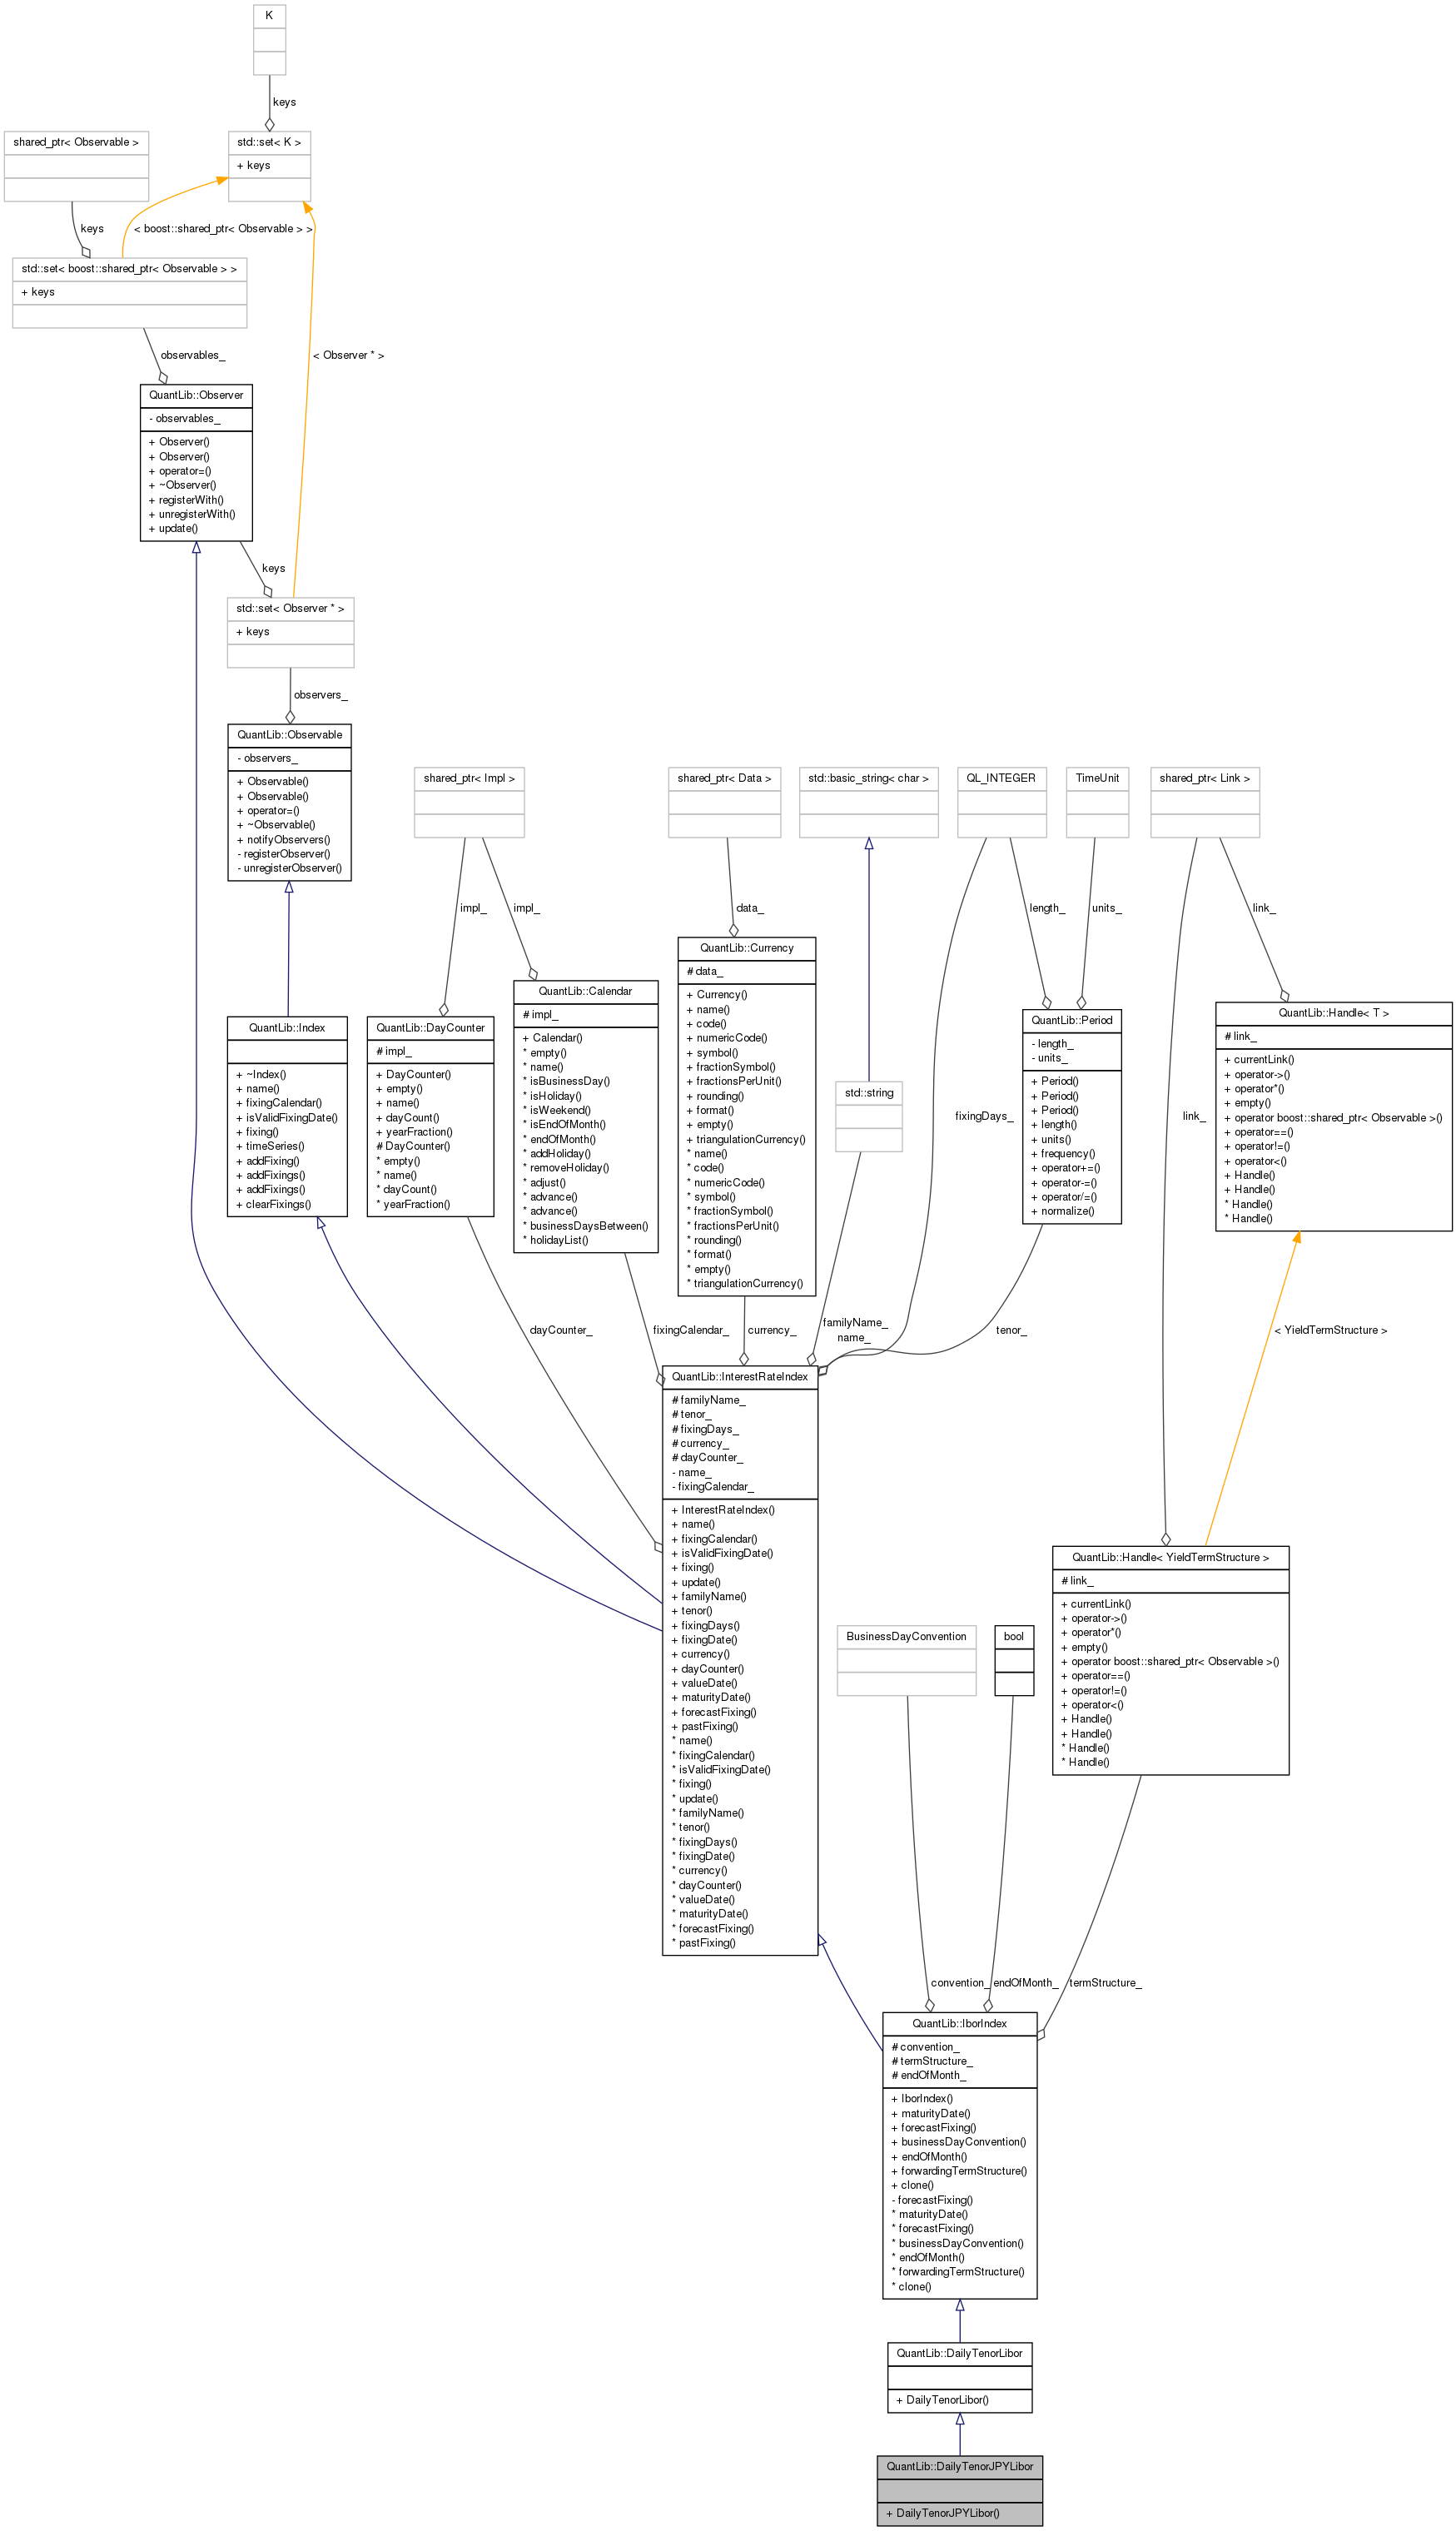 K
keys
shared_ptr< Observable >
std::set< K >
+ keys
keys
< boost::shared_ptr< Observable > >
std::set< boost::shared_ptr< Observable > >
+ keys
observables_
< Observer * >
QuantLib::Observer
- observables_
+ Observer()
+ Observer()
+ operator=()
+ ~Observer()
+ registerWith()
+ unregisterWith()
+ update()
keys
std::set< Observer * >
+ keys
observers_
QuantLib::Observable
- observers_
+ Observable()
+ Observable()
+ operator=()
+ ~Observable()
+ notifyObservers()
- registerObserver()
- unregisterObserver()
shared_ptr< Impl >
shared_ptr< Data >
std::basic_string< char >
QL_INTEGER
TimeUnit
shared_ptr< Link >
impl_
impl_
data_
length_
units_
link_
QuantLib::Index
+ ~Index()
+ name()
+ fixingCalendar()
+ isValidFixingDate()
+ fixing()
+ timeSeries()
+ addFixing()
+ addFixings()
+ addFixings()
+ clearFixings()
QuantLib::DayCounter
# impl_
+ DayCounter()
+ empty()
+ name()
+ dayCount()
+ yearFraction()
# DayCounter()
* empty()
* name()
* dayCount()
* yearFraction()
QuantLib::Calendar
# impl_
+ Calendar()
* empty()
* name()
* isBusinessDay()
* isHoliday()
* isWeekend()
* isEndOfMonth()
* endOfMonth()
* addHoliday()
* removeHoliday()
* adjust()
* advance()
* advance()
* businessDaysBetween()
* holidayList()
QuantLib::Currency
# data_
+ Currency()
+ name()
+ code()
+ numericCode()
+ symbol()
+ fractionSymbol()
+ fractionsPerUnit()
+ rounding()
+ format()
+ empty()
+ triangulationCurrency()
* name()
* code()
* numericCode()
* symbol()
* fractionSymbol()
* fractionsPerUnit()
* rounding()
* format()
* empty()
* triangulationCurrency()
std::string
fixingDays_
QuantLib::Period
- length_
- units_
+ Period()
+ Period()
+ Period()
+ length()
+ units()
+ frequency()
+ operator+=()
+ operator-=()
+ operator/=()
+ normalize()
link_
QuantLib::Handle< T >
# link_
+ currentLink()
+ operator->()
+ operator*()
+ empty()
+ operator boost::shared_ptr< Observable >()
+ operator==()
+ operator!=()
+ operator<()
+ Handle()
+ Handle()
* Handle()
* Handle()
dayCounter_
fixingCalendar_
currency_
familyName_
name_
tenor_
< YieldTermStructure >
QuantLib::InterestRateIndex
# familyName_
# tenor_
# fixingDays_
# currency_
# dayCounter_
- name_
- fixingCalendar_
+ InterestRateIndex()
+ name()
+ fixingCalendar()
+ isValidFixingDate()
+ fixing()
+ update()
+ familyName()
+ tenor()
+ fixingDays()
+ fixingDate()
+ currency()
+ dayCounter()
+ valueDate()
+ maturityDate()
+ forecastFixing()
+ pastFixing()
* name()
* fixingCalendar()
* isValidFixingDate()
* fixing()
* update()
* familyName()
* tenor()
* fixingDays()
* fixingDate()
* currency()
* dayCounter()
* valueDate()
* maturityDate()
* forecastFixing()
* pastFixing()
BusinessDayConvention
bool
QuantLib::Handle< YieldTermStructure >
# link_
+ currentLink()
+ operator->()
+ operator*()
+ empty()
+ operator boost::shared_ptr< Observable >()
+ operator==()
+ operator!=()
+ operator<()
+ Handle()
+ Handle()
* Handle()
* Handle()
convention_
endOfMonth_
termStructure_
QuantLib::IborIndex
# convention_
# termStructure_
# endOfMonth_
+ IborIndex()
+ maturityDate()
+ forecastFixing()
+ businessDayConvention()
+ endOfMonth()
+ forwardingTermStructure()
+ clone()
- forecastFixing()
* maturityDate()
* forecastFixing()
* businessDayConvention()
* endOfMonth()
* forwardingTermStructure()
* clone()
QuantLib::DailyTenorLibor
+ DailyTenorLibor()
QuantLib::DailyTenorJPYLibor
+ DailyTenorJPYLibor()